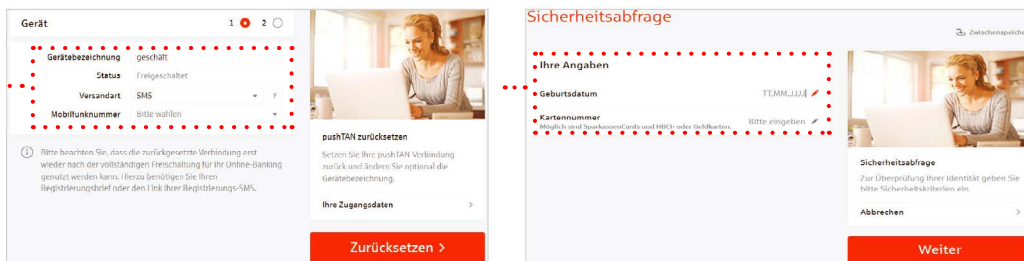 Gerät 1 2
Gerätebezeichnung geschäft
Status Freigeschaltet
Versandart SMS ?
Mobilfunknummer Bitte wählen
Bitte beachten Sie, dass die zurückgesetzte Verbindung erst
wieder nach der vollständigen Freischaltung für Ihr Online-Banking
genutzt werden kann. Hierzu benötigen Sie Ihren
Registrierungsbrief oder den Link Ihrer Registrierungs-SMS.
pushTAN zurücksetzen
Setzen Sie Ihre pushTAN Verbindung
zurück und ändern Sie optional die
Gerätebezeichnung.
Ihre Zugangsdaten >
Zurücksetzen >
Sicherheitsabfrage
Zwischenspeiche
Ihre Angaben
Geburtsdatum TT.MM.JJJJ
Kartennummer Bitte eingeben
Möglich sind SparkassenCards und HBCI- oder Geldkarten.
Sicherheitsabfrage
Zur Überprüfung Ihrer Identität geben Sie
bitte Sicherheitskriterien ein.
Abbrechen >
Weiter